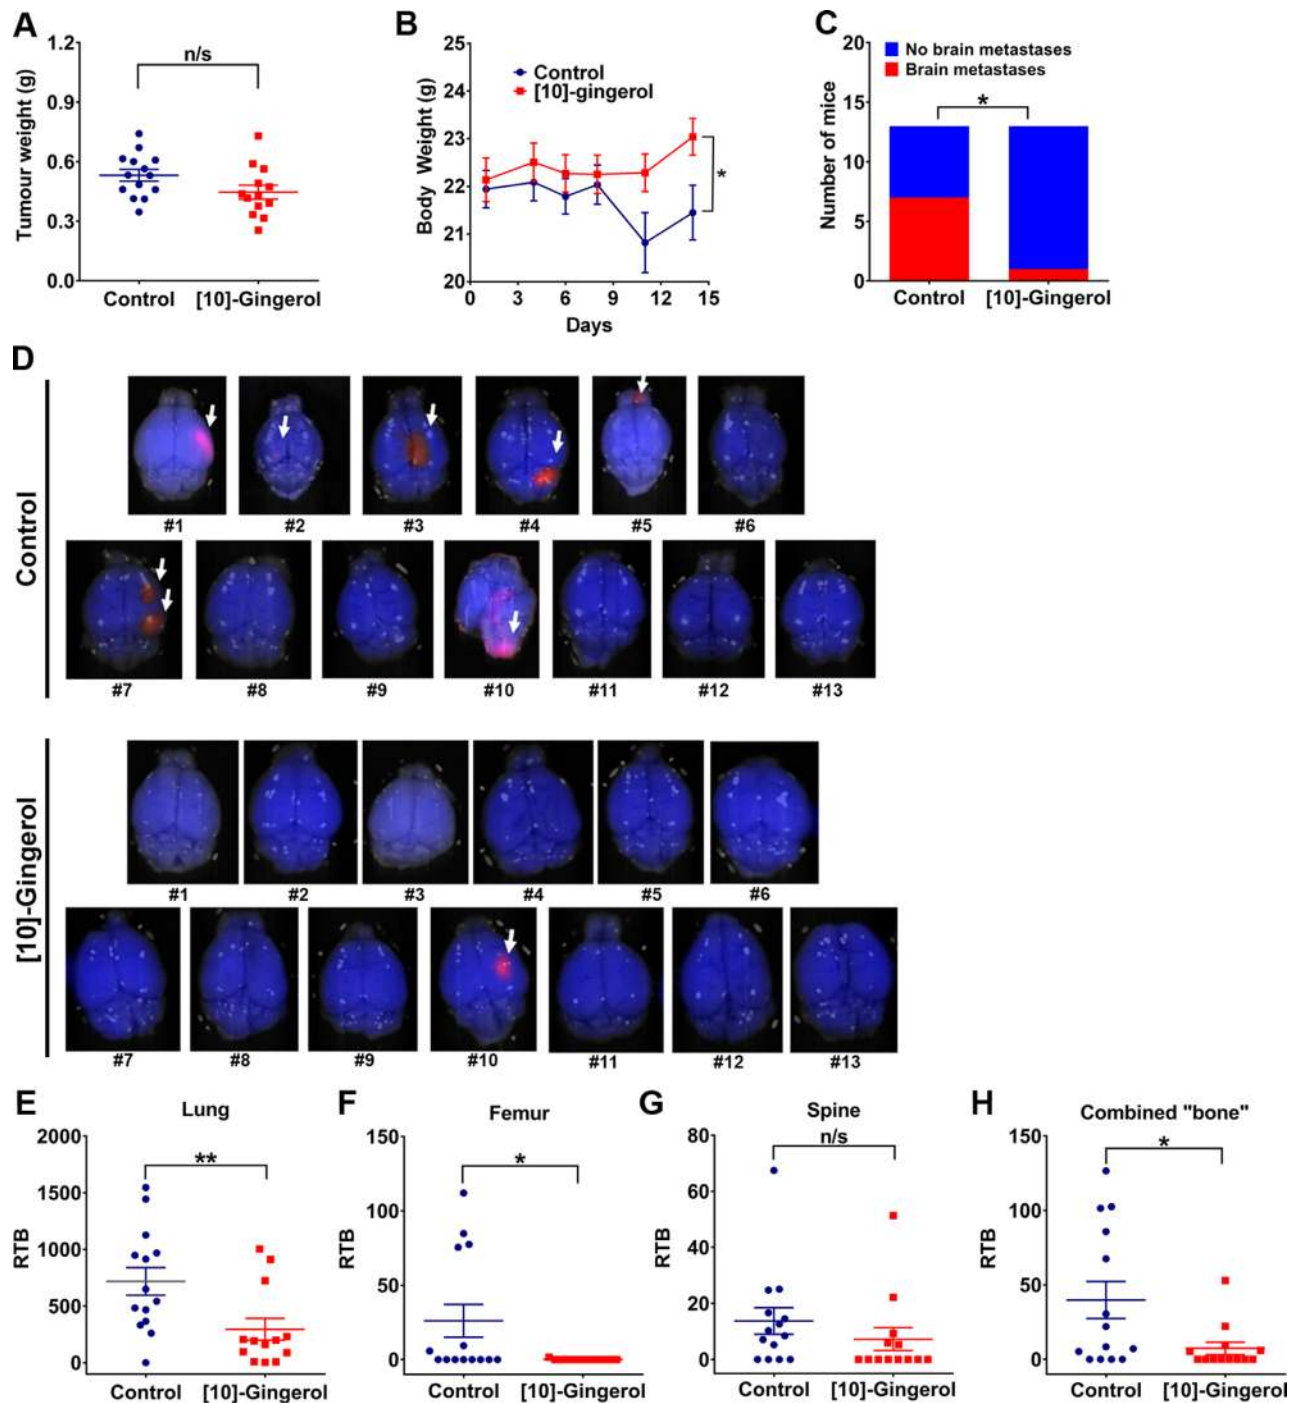 A
B
C
n/s
Tumour weight (g)
1.2
0.9
0.6
0.3
0.0
Control
[10]-Gingerol
Body Weight (g)
25
24
23
22
21
20
Control
[10]-gingerol
*
0
3
6
9
12
15
Days
Number of mice
20
15
10
5
0
No brain metastases
Brain metastases
*
Control
[10]-Gingerol
D
Control
#1
#2
#3
#4
#5
#6
#7
#8
#9
#10
#11
#12
#13
[10]-Gingerol
#1
#2
#3
#4
#5
#6
#7
#8
#9
#10
#11
#12
#13
E
Lung
**
RTB
2000
1500
1000
500
0
Control
[10]-Gingerol
F
Femur
*
RTB
150
100
50
0
Control
[10]-Gingerol
G
Spine
n/s
RTB
80
60
40
20
0
Control
[10]-Gingerol
H
Combined "bone"
*
RTB
150
100
50
0
Control
[10]-Gingerol